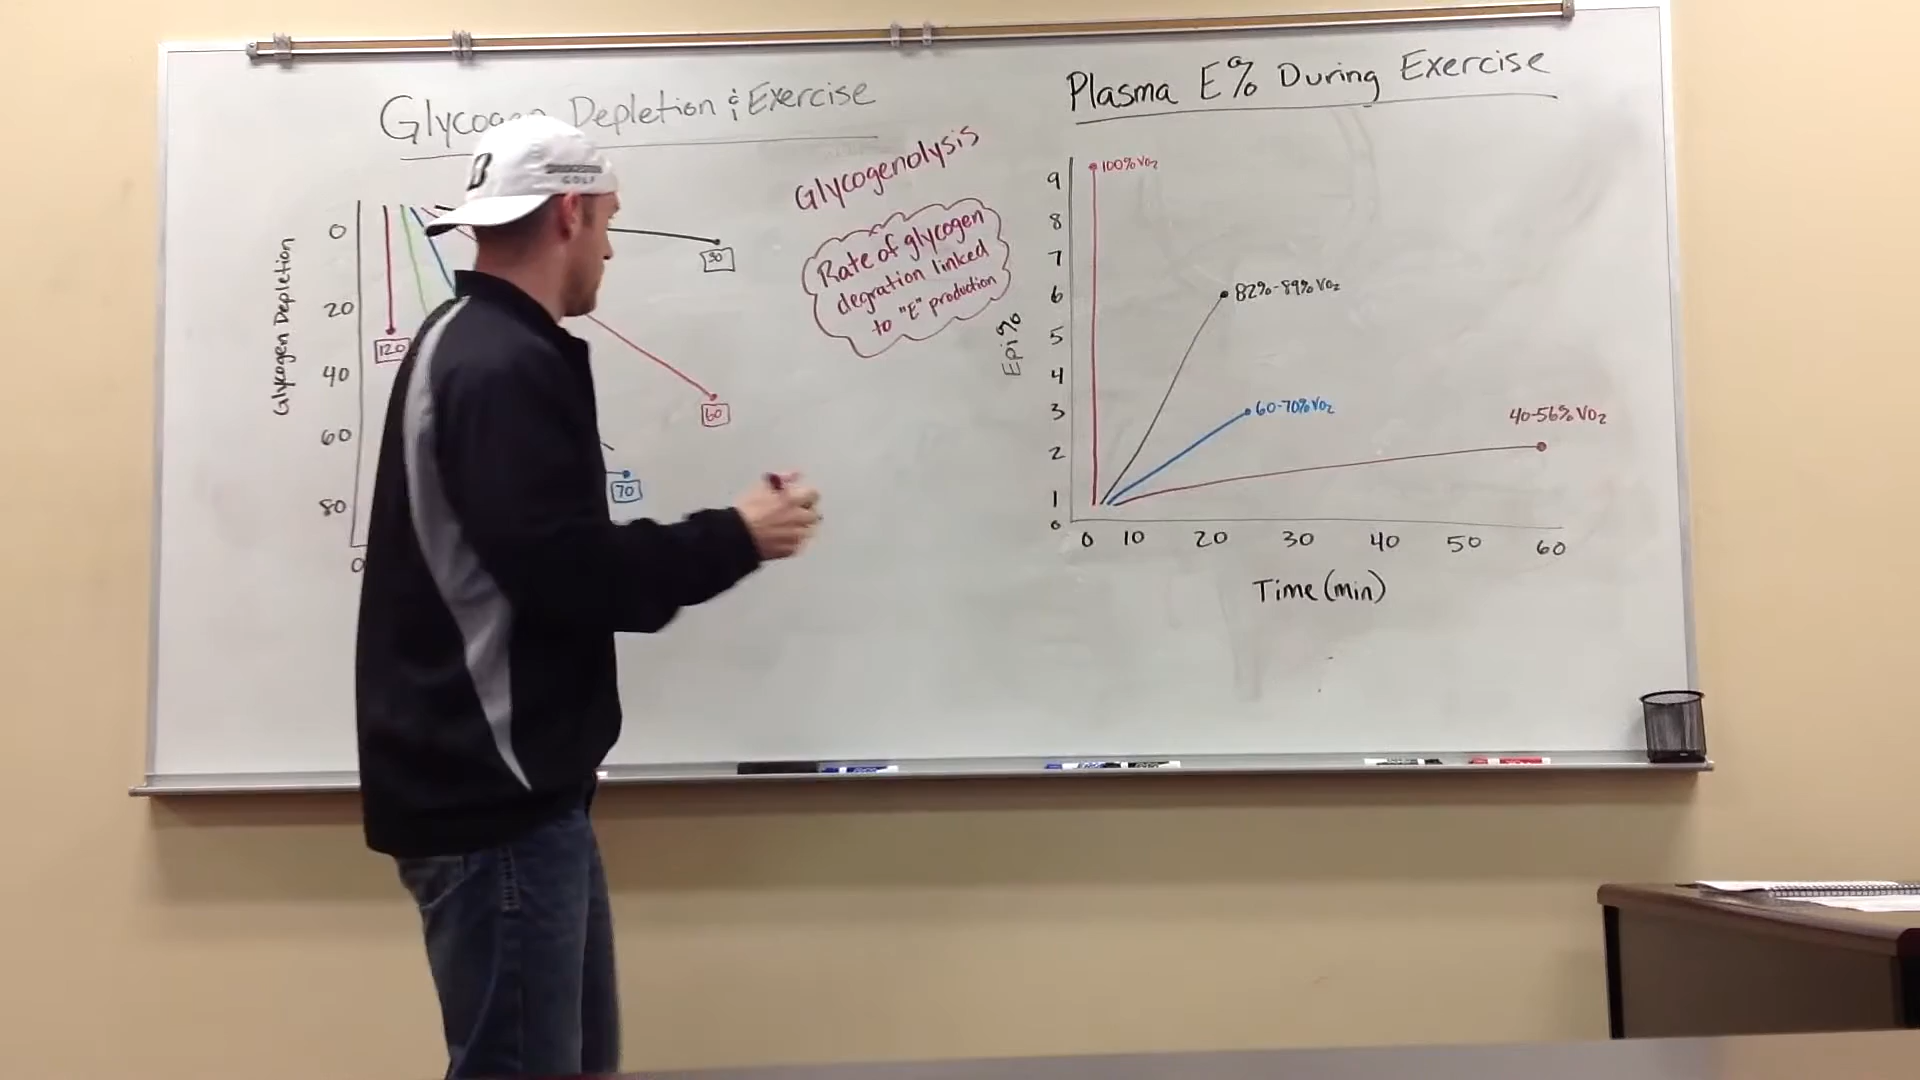 Glycogen Depletion & Exercise
Plasma E% During Exercise
Glycogenolysis
Rate of glycogen
degration linked
to "E" production
Glycogen Depletion
0
20
40
60
80
0
120
30
60
70
GOLF
Epi %
9
8
7
6
5
4
3
2
1
0
100% VO2
82%-89% VO2
60-70% VO2
40-56% VO2
0 10 20 30 40 50 60
Time (min)